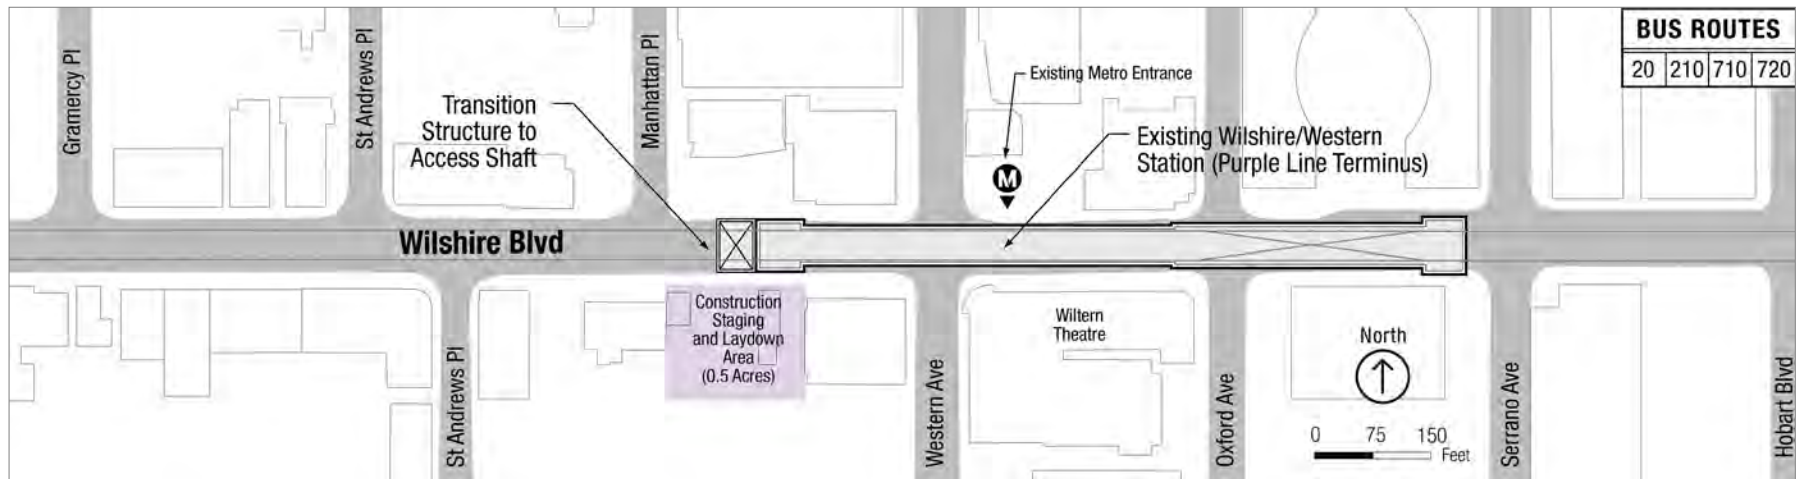 Gramercy Pl
St Andrews Pl
Manhattan Pl
BUS ROUTES
20 210 710 720
Transition
Structure to
Access Shaft
Existing Metro Entrance
Existing Wilshire/Western
Station (Purple Line Terminus)
M
Wilshire Blvd
Construction
Staging
and Laydown
Area
(0.5 Acres)
Wiltern
Theatre
North
0 75 150
Feet
St Andrews Pl
Western Ave
Oxford Ave
Serrano Ave
Hobart Blvd